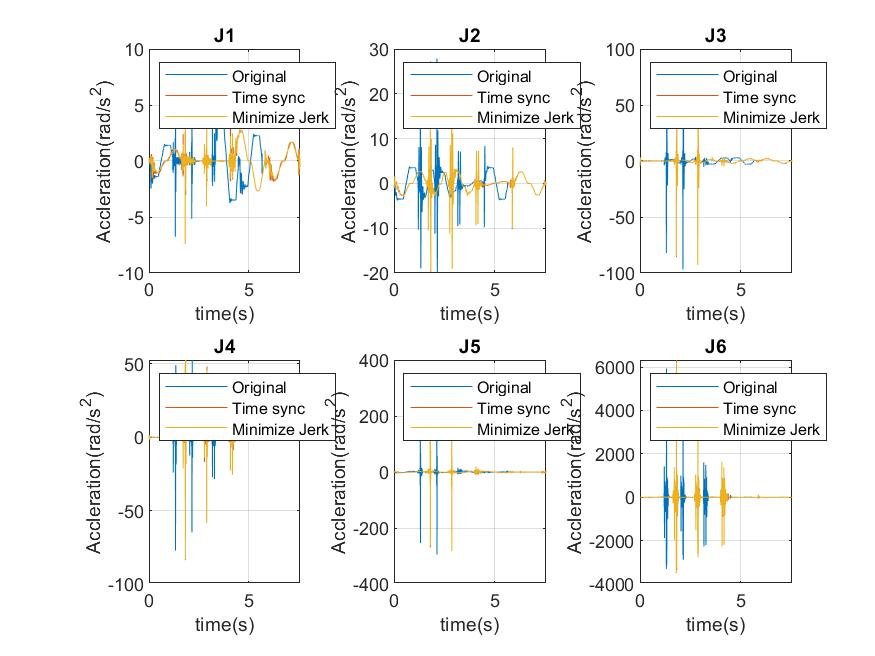 J1
10
5
0
-5
-10
Accleration(rad/s²)
Original
Time sync
Minimize Jerk
0
5
time(s)
J2
30
20
10
0
-10
-20
Accleration(rad/s²)
Original
Time sync
Minimize Jerk
0
5
time(s)
J3
100
50
0
-50
-100
Accleration(rad/s²)
Original
Time sync
Minimize Jerk
0
5
time(s)
J4
50
0
-50
-100
Accleration(rad/s²)
Original
Time sync
Minimize Jerk
0
5
time(s)
J5
400
200
0
-200
-400
Accleration(rad/s²)
Original
Time sync
Minimize Jerk
0
5
time(s)
J6
6000
4000
2000
0
-2000
-4000
Accleration(rad/s²)
Original
Time sync
Minimize Jerk
0
5
time(s)